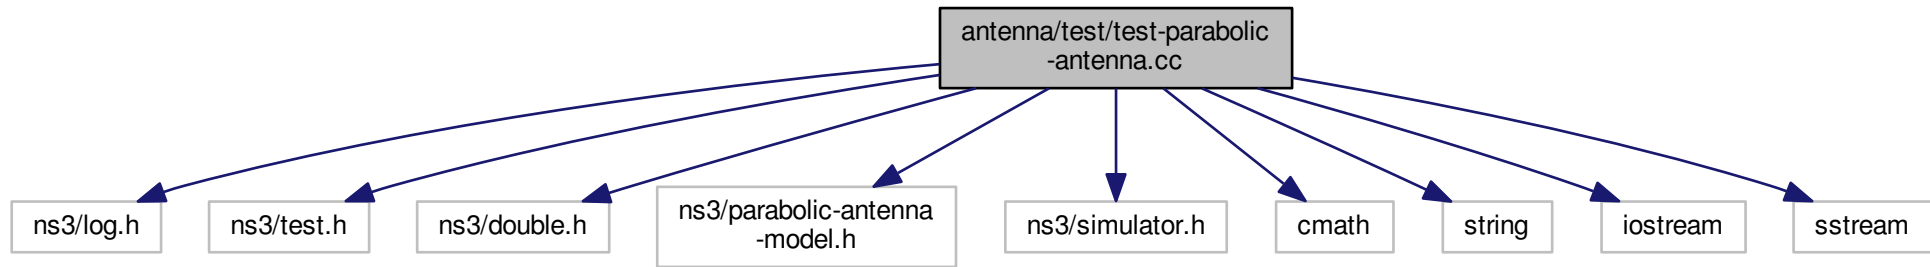 antenna/test/test-parabolic
-antenna.cc
ns3/log.h
ns3/test.h
ns3/double.h
ns3/parabolic-antenna
-model.h
ns3/simulator.h
cmath
string
iostream
sstream